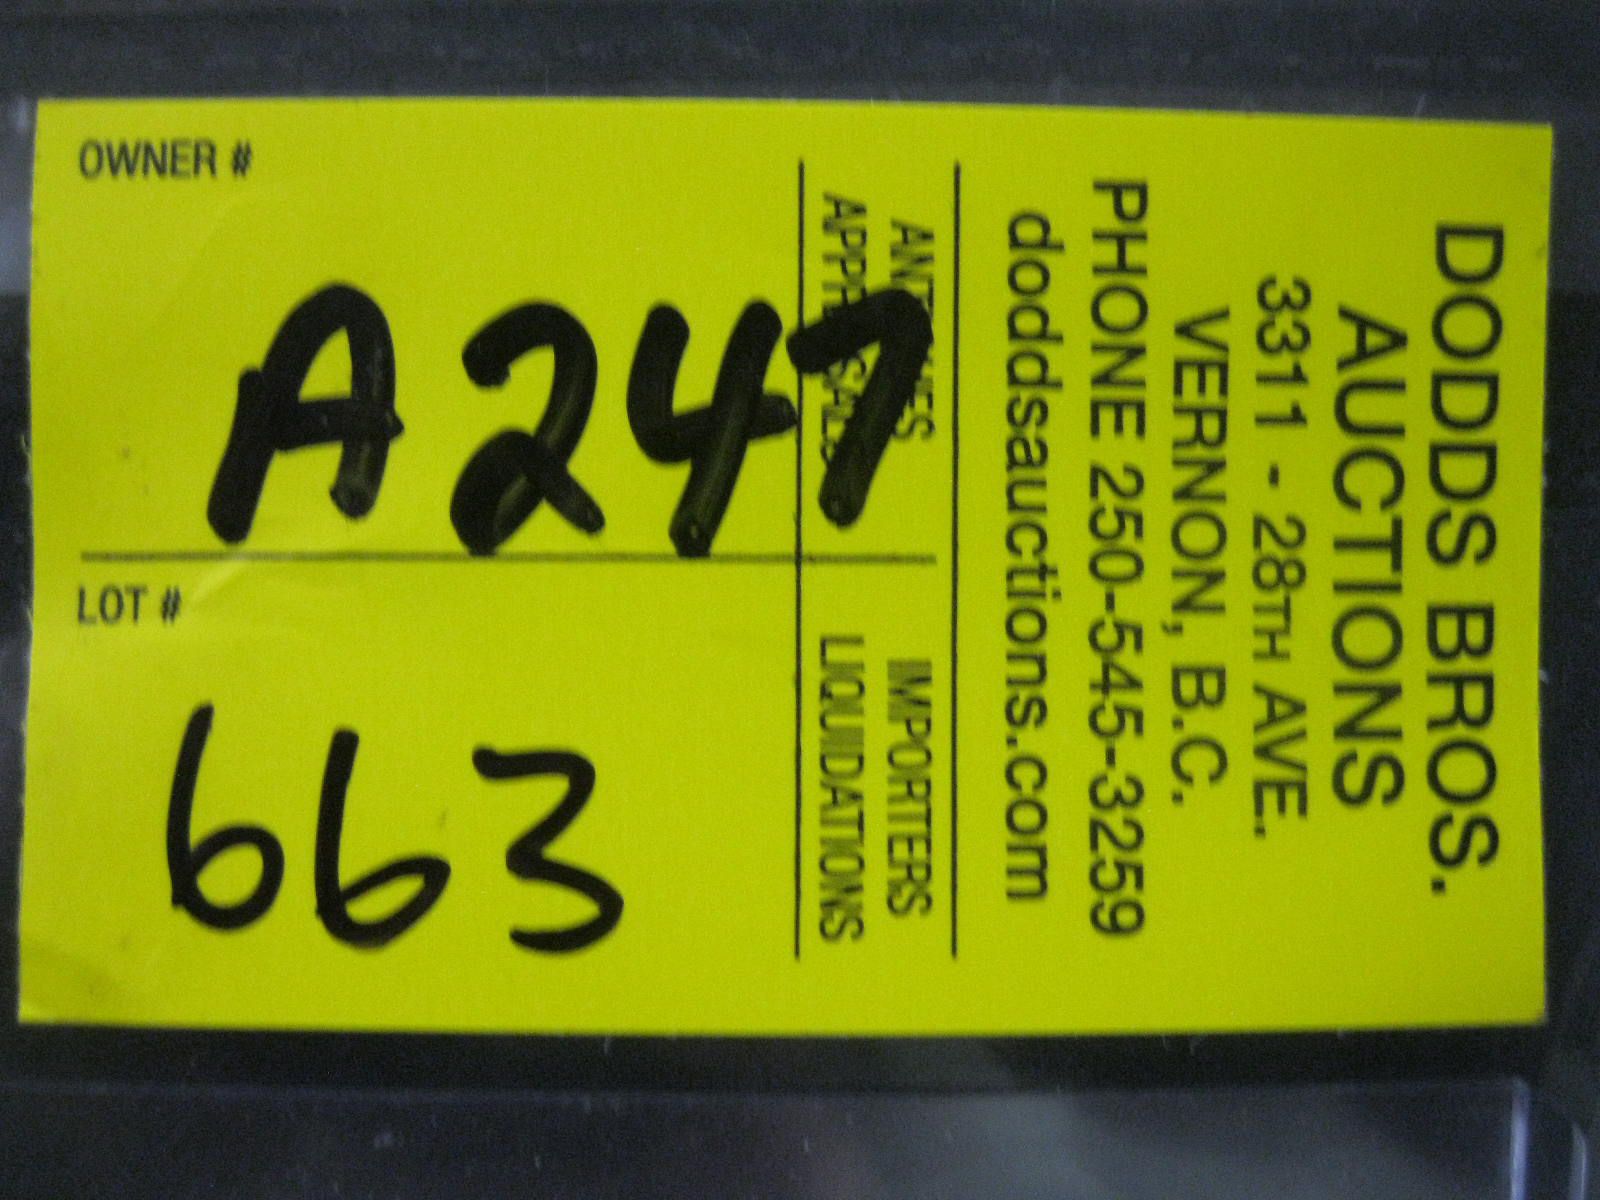 OWNER #
A247
LOT #
663
DODDS BROS.
AUCTIONS
3311 - 28TH AVE.
VERNON, B.C.
PHONE 250-545-3259
doddsauctions.com
ANTIQUES IMPORTERS
APPRAISALS LIQUIDATIONS